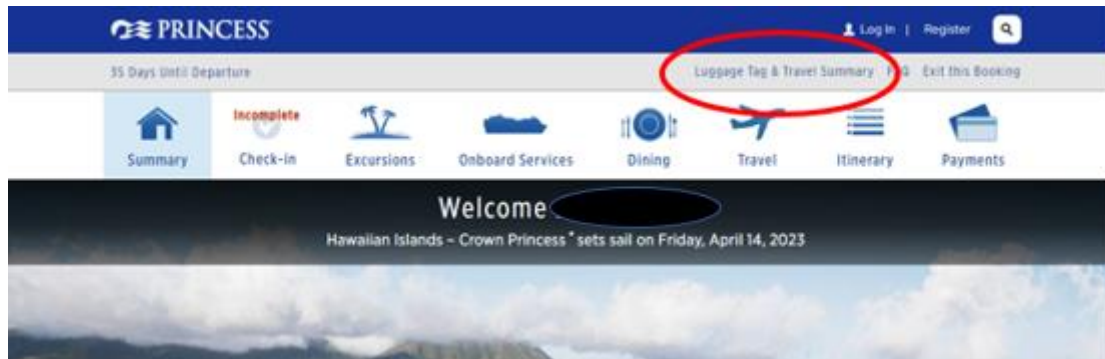 PRINCESS
Log In | Register
35 Days Until Departure
Luggage Tag & Travel Summary FAQ Exit this Booking
Incomplete
Summary Check-in Excursions Onboard Services Dining Travel Itinerary Payments
Welcome
Hawaiian Islands – Crown Princess® sets sail on Friday, April 14, 2023